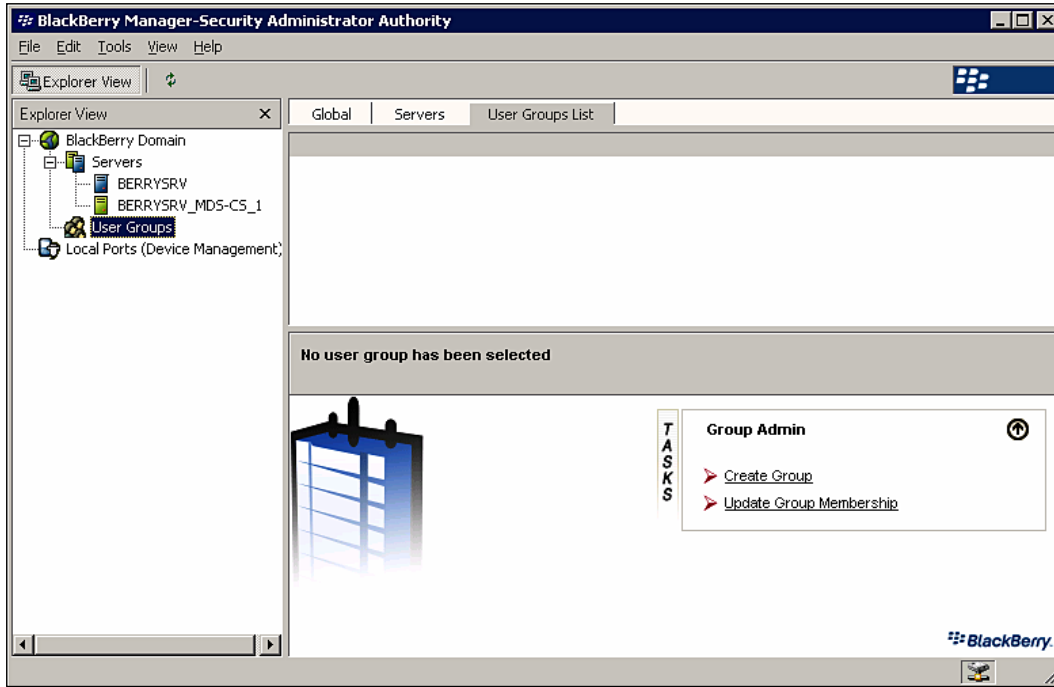 BlackBerry Manager-Security Administrator Authority
File Edit Tools View Help
Explorer View
Explorer View
Global Servers User Groups List
BlackBerry Domain
Servers
BERRYSRV
BERRYSRV_MDS-CS_1
User Groups
Local Ports (Device Management)
No user group has been selected
TASKS
Group Admin
Create Group
Update Group Membership
BlackBerry.